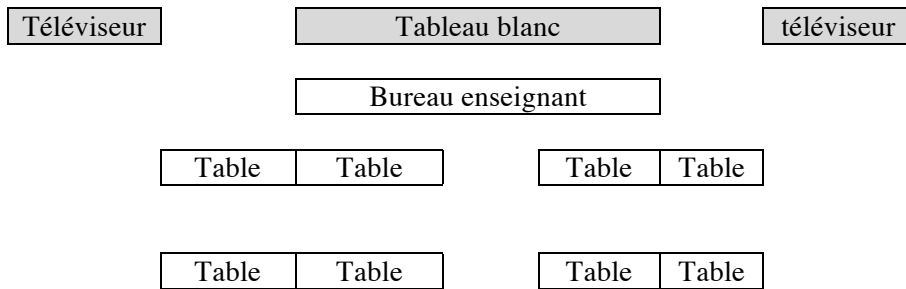 Téléviseur Tableau blanc téléviseur
Bureau enseignant
Table Table Table Table
Table Table Table Table